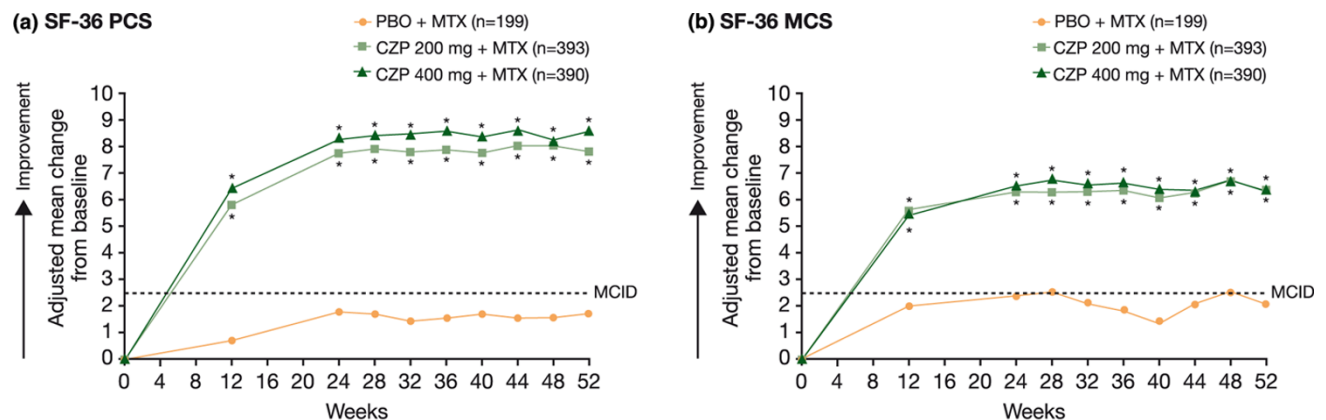 (a) SF-36 PCS
PBO + MTX (n=199)
CZP 200 mg + MTX (n=393)
CZP 400 mg + MTX (n=390)
Improvement
Adjusted mean change
from baseline
10
9
8
7
6
5
4
3
2
1
0
* * * * * * * * *
* * * * * * * * *
MCID
0 4 8 12 16 20 24 28 32 36 40 44 48 52
Weeks
(b) SF-36 MCS
PBO + MTX (n=199)
CZP 200 mg + MTX (n=393)
CZP 400 mg + MTX (n=390)
Improvement
Adjusted mean change
from baseline
10
9
8
7
6
5
4
3
2
1
0
* * * * * * * * *
* * * * * * * * *
MCID
0 4 8 12 16 20 24 28 32 36 40 44 48 52
Weeks